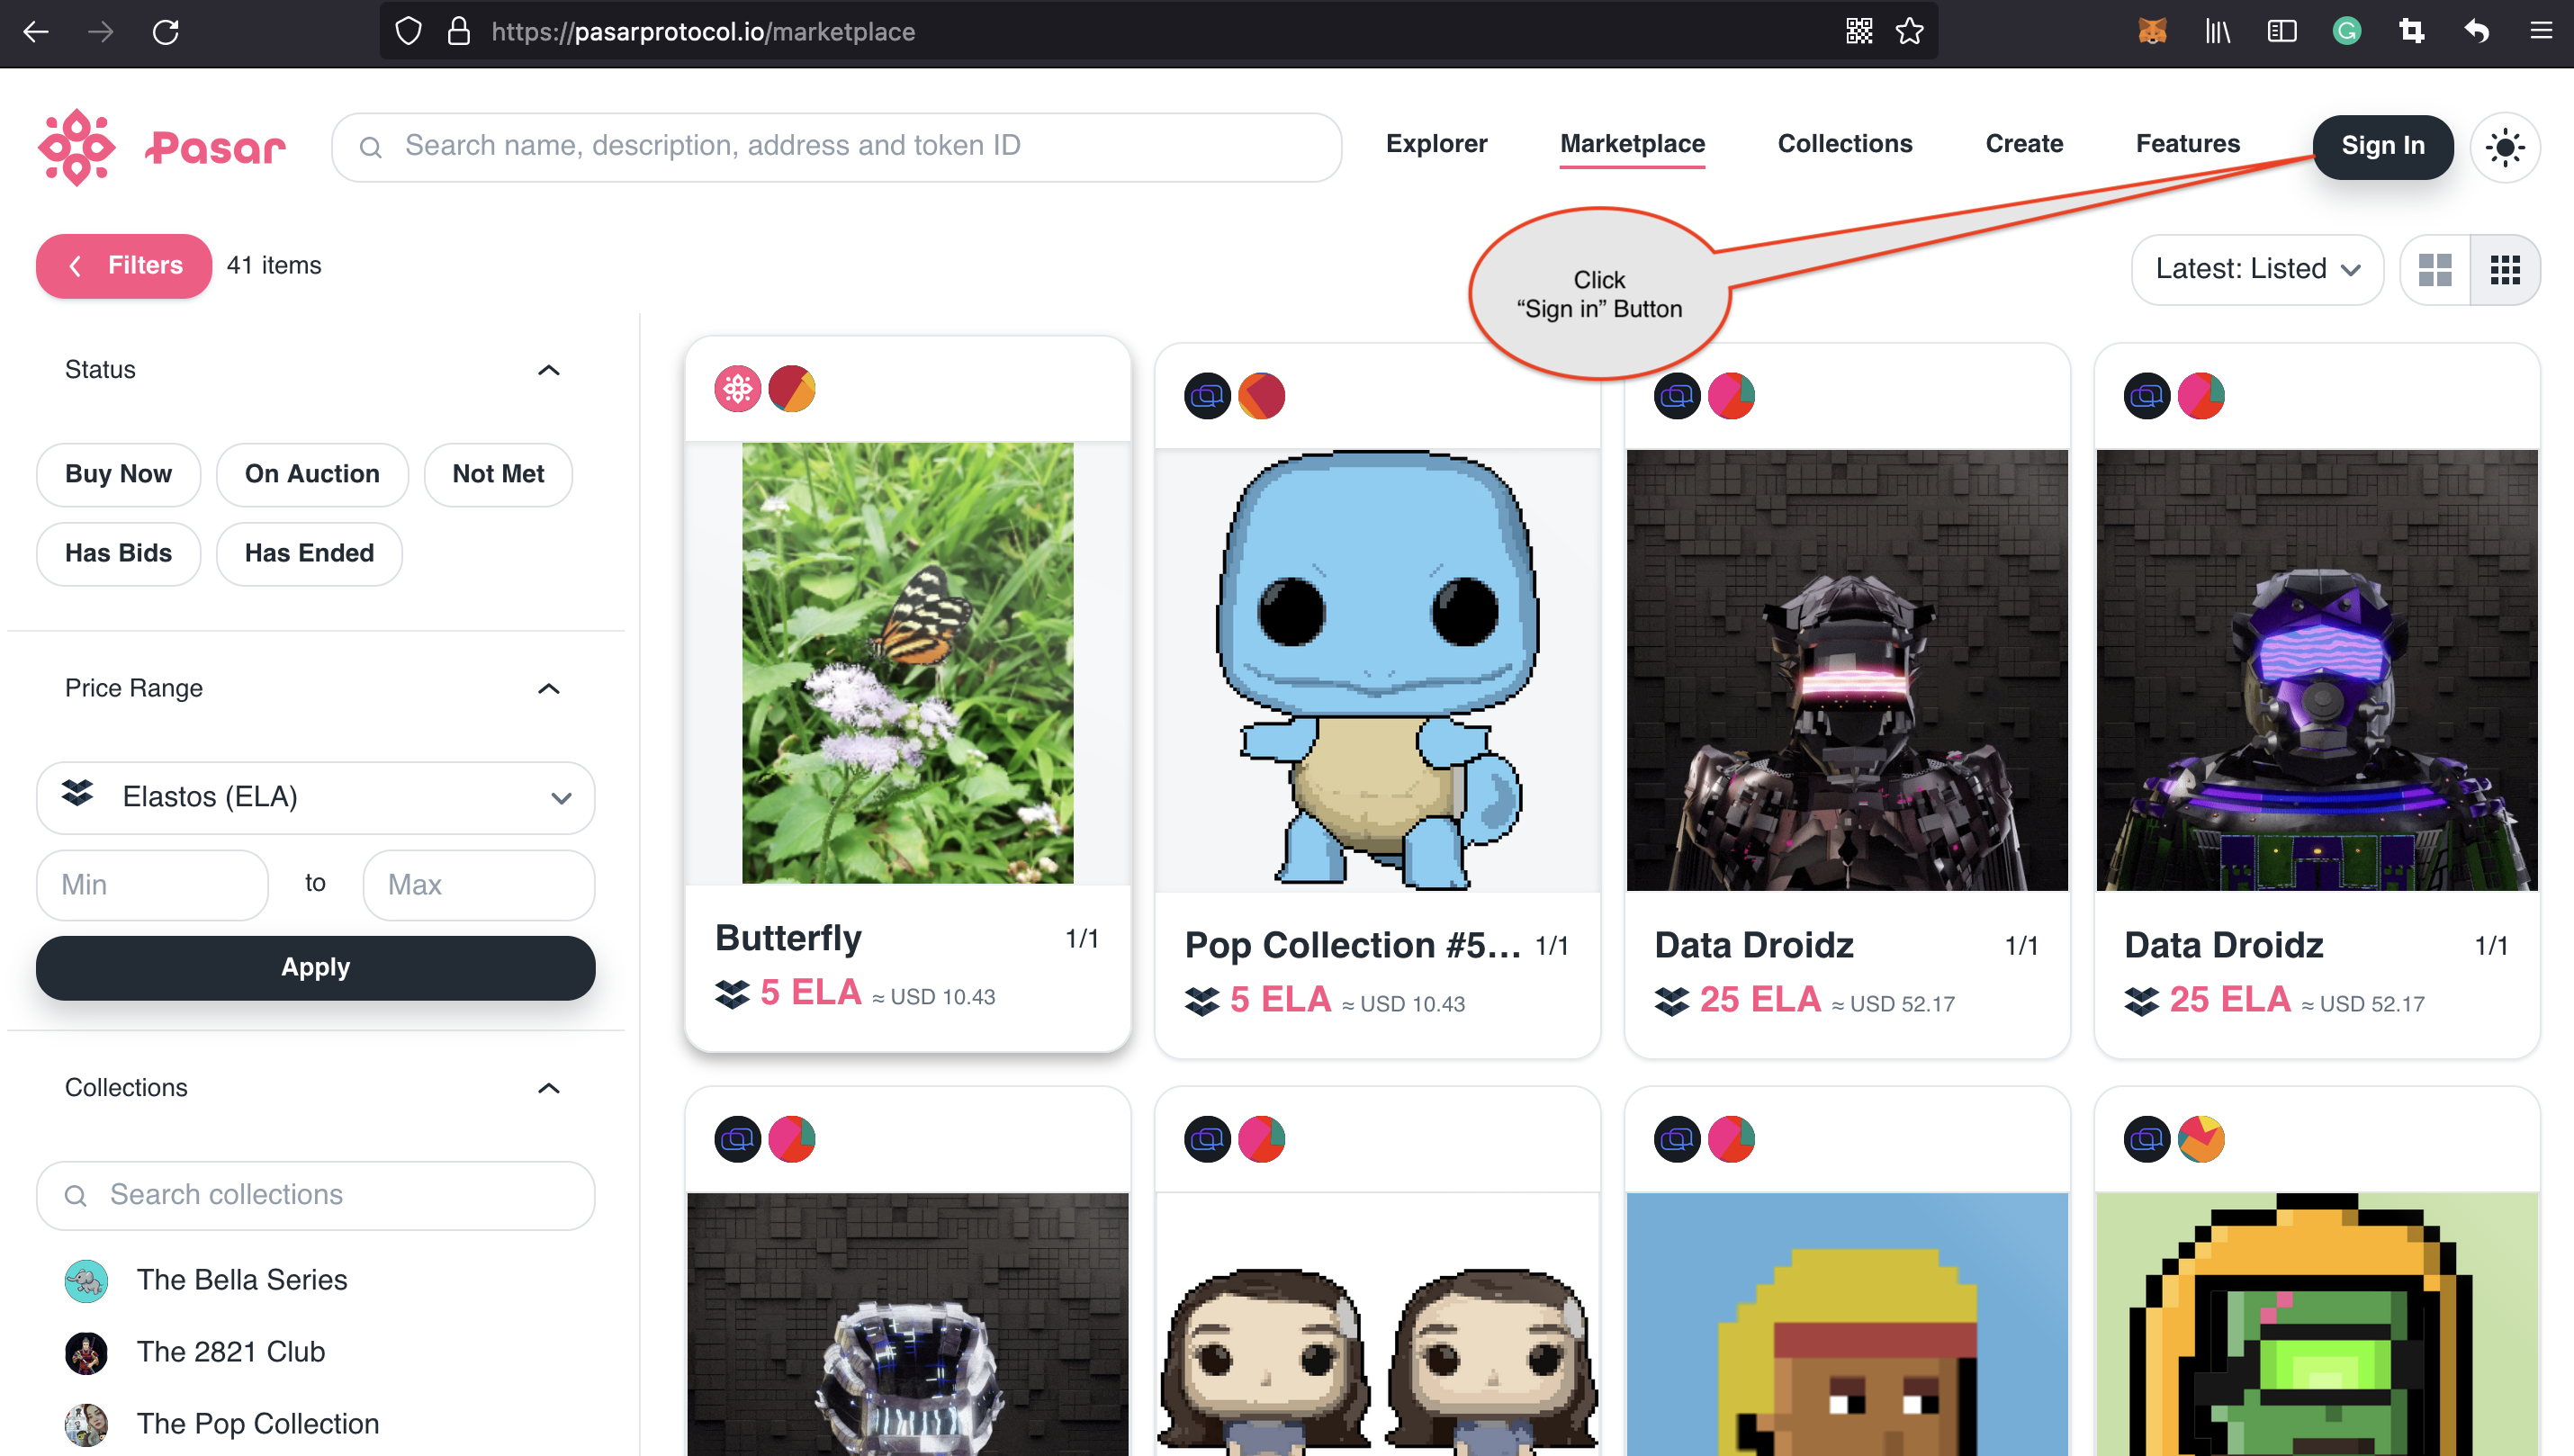 https://pasarprotocol.io/marketplace
Pasar
Search name, description, address and token ID
Explorer
Marketplace
Collections
Create
Features
Sign In
Filters
41 items
Click
“Sign in” Button
Latest: Listed
Status
Buy Now
On Auction
Not Met
Has Bids
Has Ended
Price Range
Elastos (ELA)
Min
to
Max
Apply
Collections
Search collections
The Bella Series
The 2821 Club
The Pop Collection
Butterfly
1/1
5 ELA ≈ USD 10.43
Pop Collection #5...
1/1
5 ELA ≈ USD 10.43
Data Droidz
1/1
25 ELA ≈ USD 52.17
Data Droidz
1/1
25 ELA ≈ USD 52.17